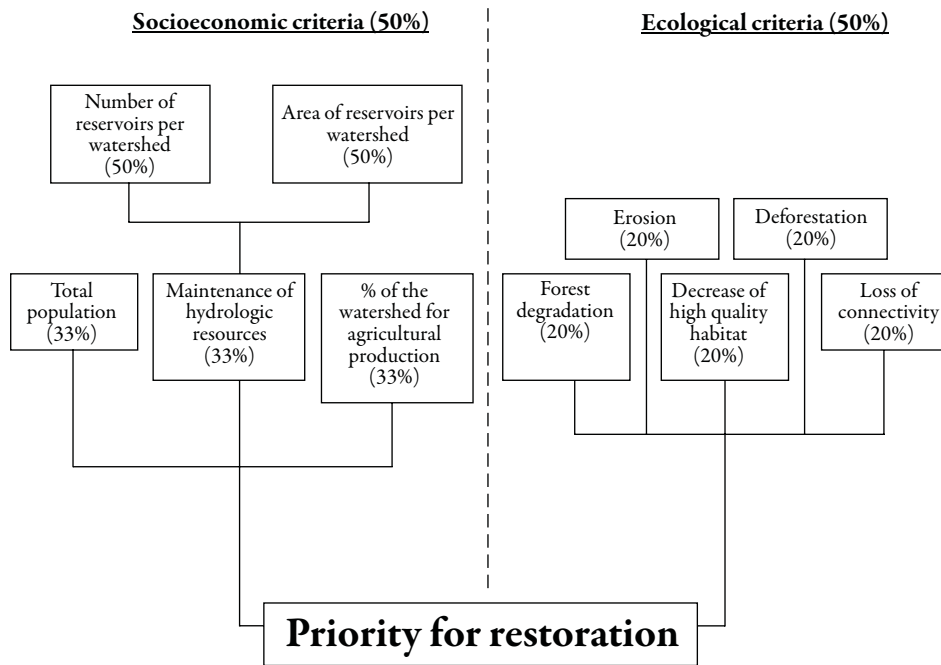 Socioeconomic criteria (50%)
Number of
reservoirs per
watershed
(50%)
Area of reservoirs per
watershed
(50%)
Total
population
(33%)
Maintenance of
hydrologic
resources
(33%)
% of the
watershed for
agricultural
production
(33%)
Ecological criteria (50%)
Erosion
(20%)
Deforestation
(20%)
Forest
degradation
(20%)
Decrease of
high quality
habitat
(20%)
Loss of
connectivity
(20%)
Priority for restoration